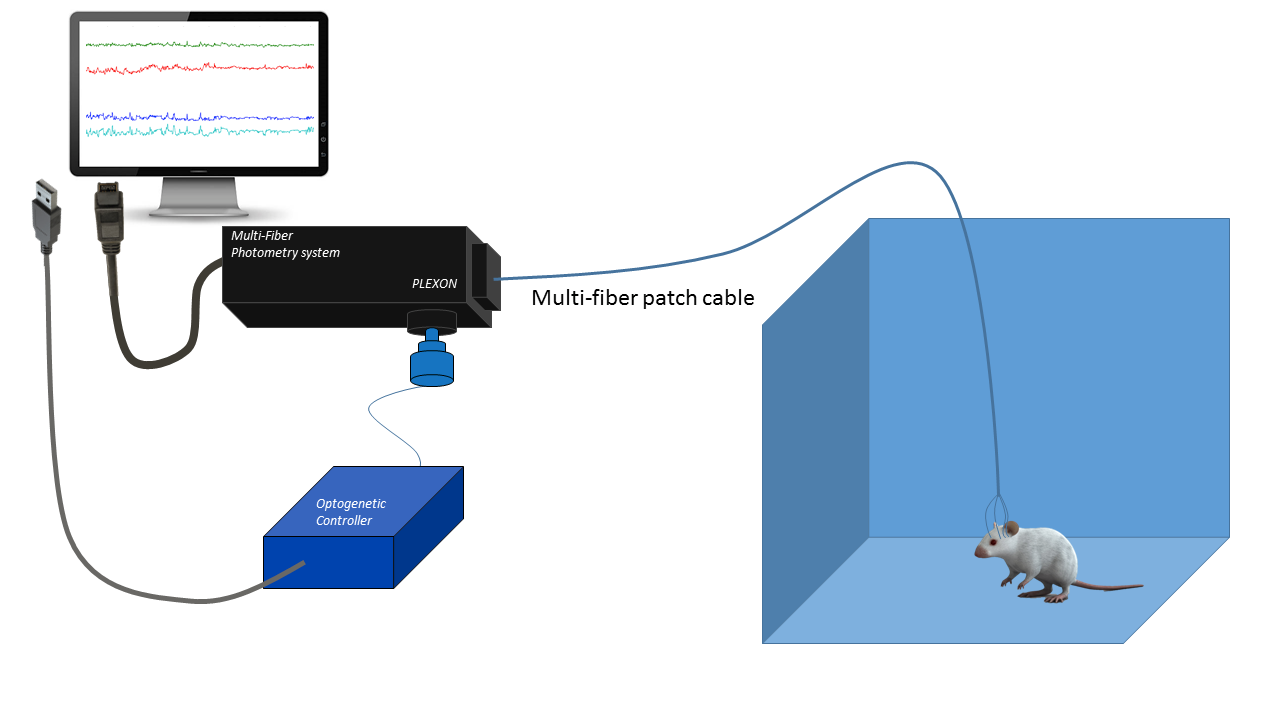 Multi-Fiber
Photometry system
PLEXON
Multi-fiber patch cable
Optogenetic
Controller